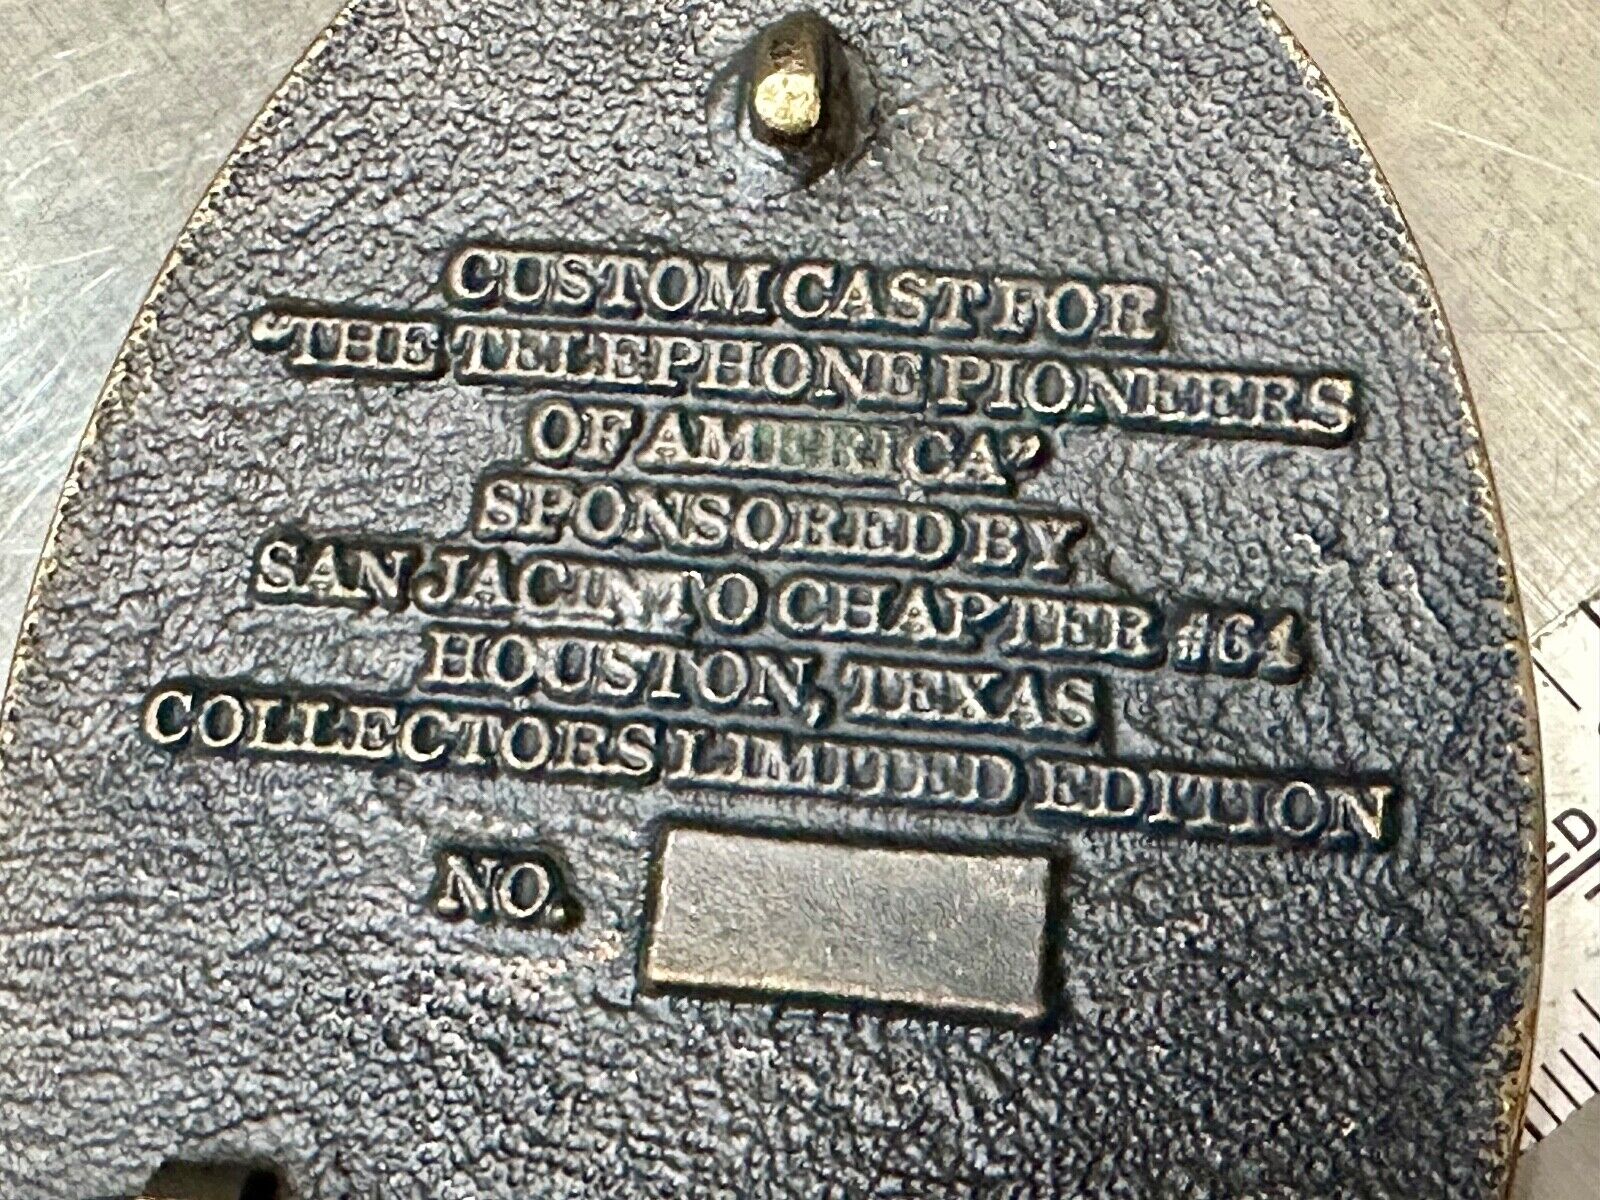 CUSTOM CAST FOR
"THE TELEPHONE PIONEERS
OF AMERICA"
SPONSORED BY
SAN JACINTO CHAPTER #64
HOUSTON, TEXAS
COLLECTORS LIMITED EDITION
NO.
ED